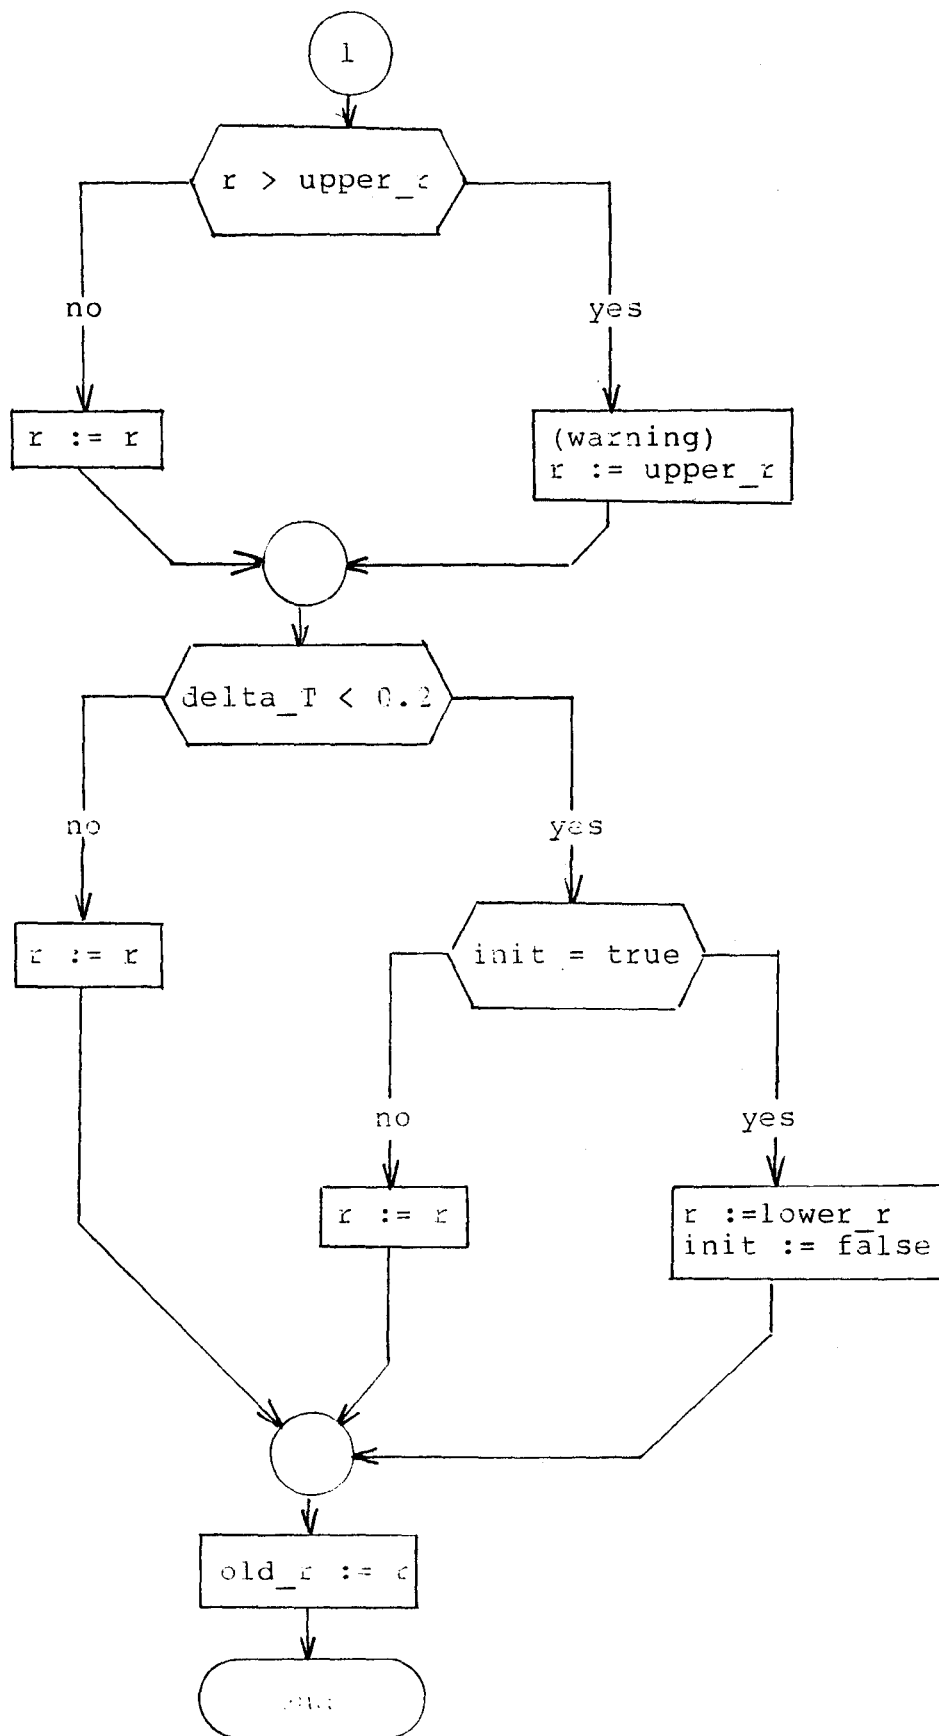 1
r > upper_r
no
yes
r := r
(warning)
r := upper_r
delta_T < 0.2
no
yes
r := r
init = true
no
yes
r := r
r :=lower_r
init := false
old_r := r